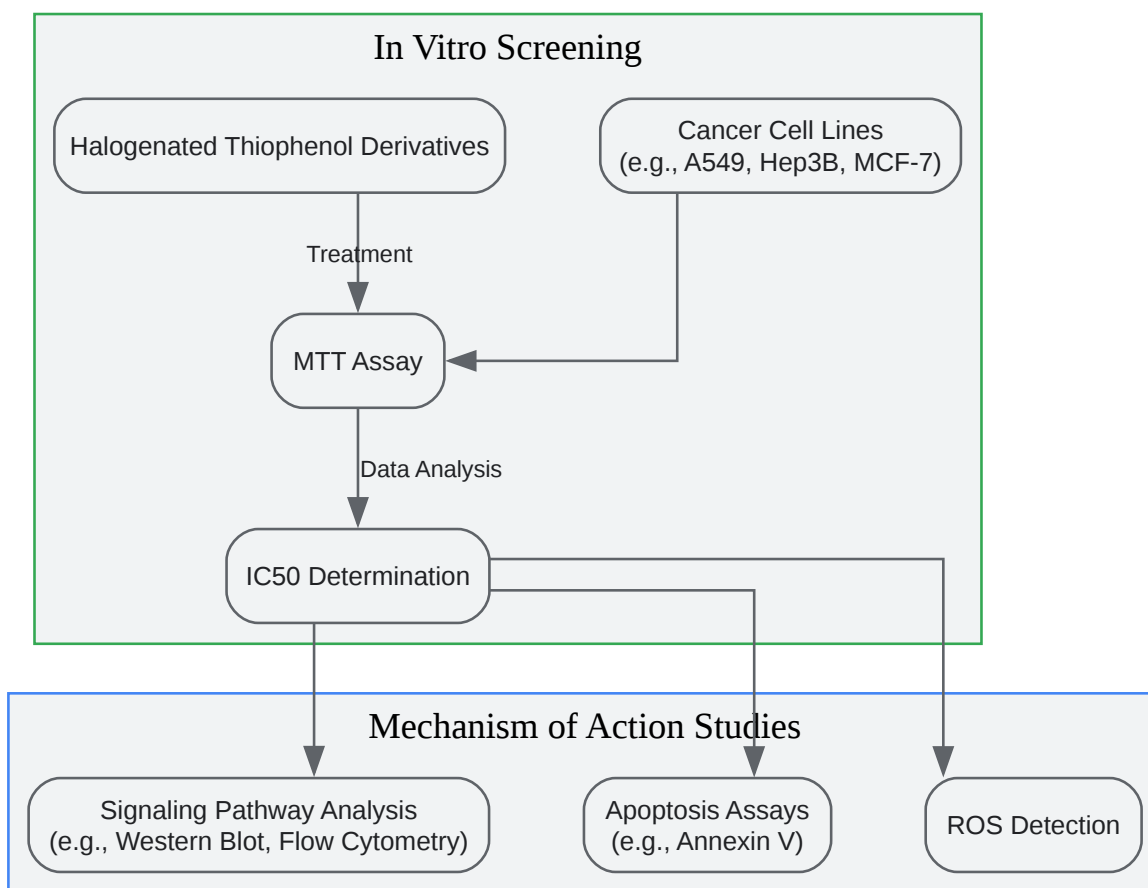 In Vitro Screening
Halogenated Thiophenol Derivatives
Cancer Cell Lines
(e.g., A549, Hep3B, MCF-7)
Treatment
MTT Assay
Data Analysis
IC50 Determination
Mechanism of Action Studies
Signaling Pathway Analysis
(e.g., Western Blot, Flow Cytometry)
Apoptosis Assays
(e.g., Annexin V)
ROS Detection